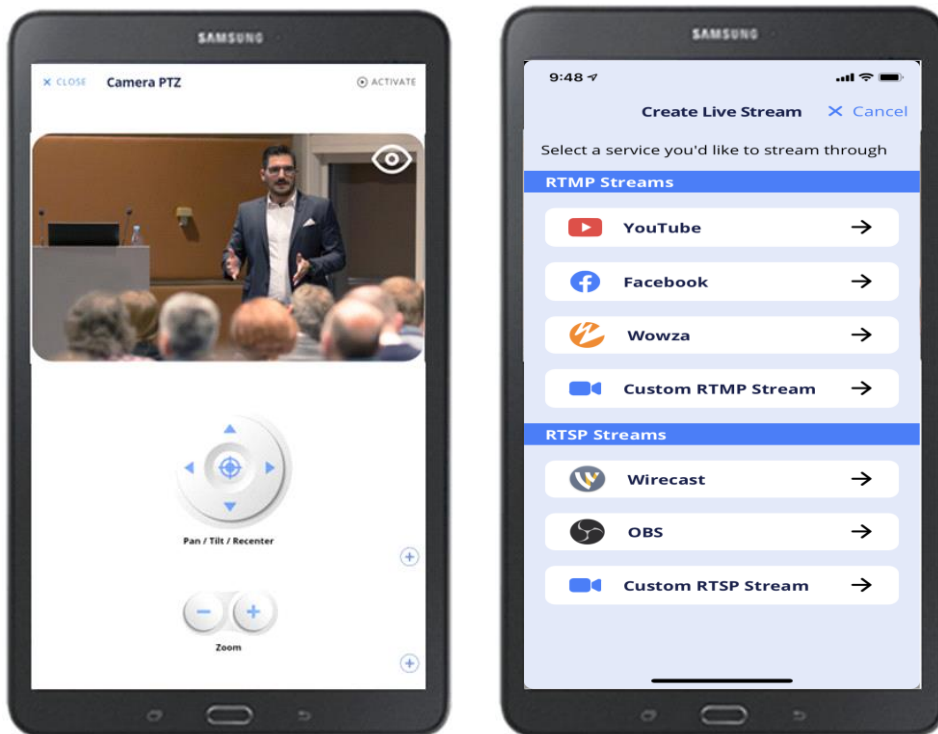 SAMSUNG
× CLOSE Camera PTZ ACTIVATE
Pan / Tilt / Recenter
Zoom
SAMSUNG
9:48
Create Live Stream × Cancel
Select a service you'd like to stream through
RTMP Streams
YouTube
Facebook
Wowza
Custom RTMP Stream
RTSP Streams
Wirecast
OBS
Custom RTSP Stream